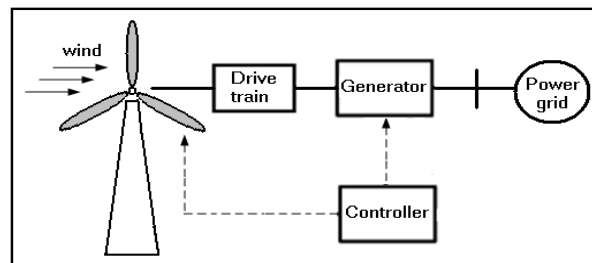 wind
Drive
train
Generator
Power
grid
Controller